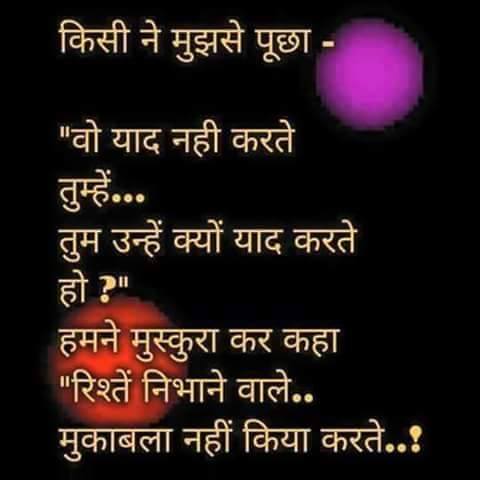 किसी ने मुझसे पूछा -
"वो याद नही करते
तुम्हें...
तुम उन्हें क्यों याद करते
हो ?"
हमने मुस्कुरा कर कहा
"रिश्तें निभाने वाले..
मुकाबला नहीं किया करते..!